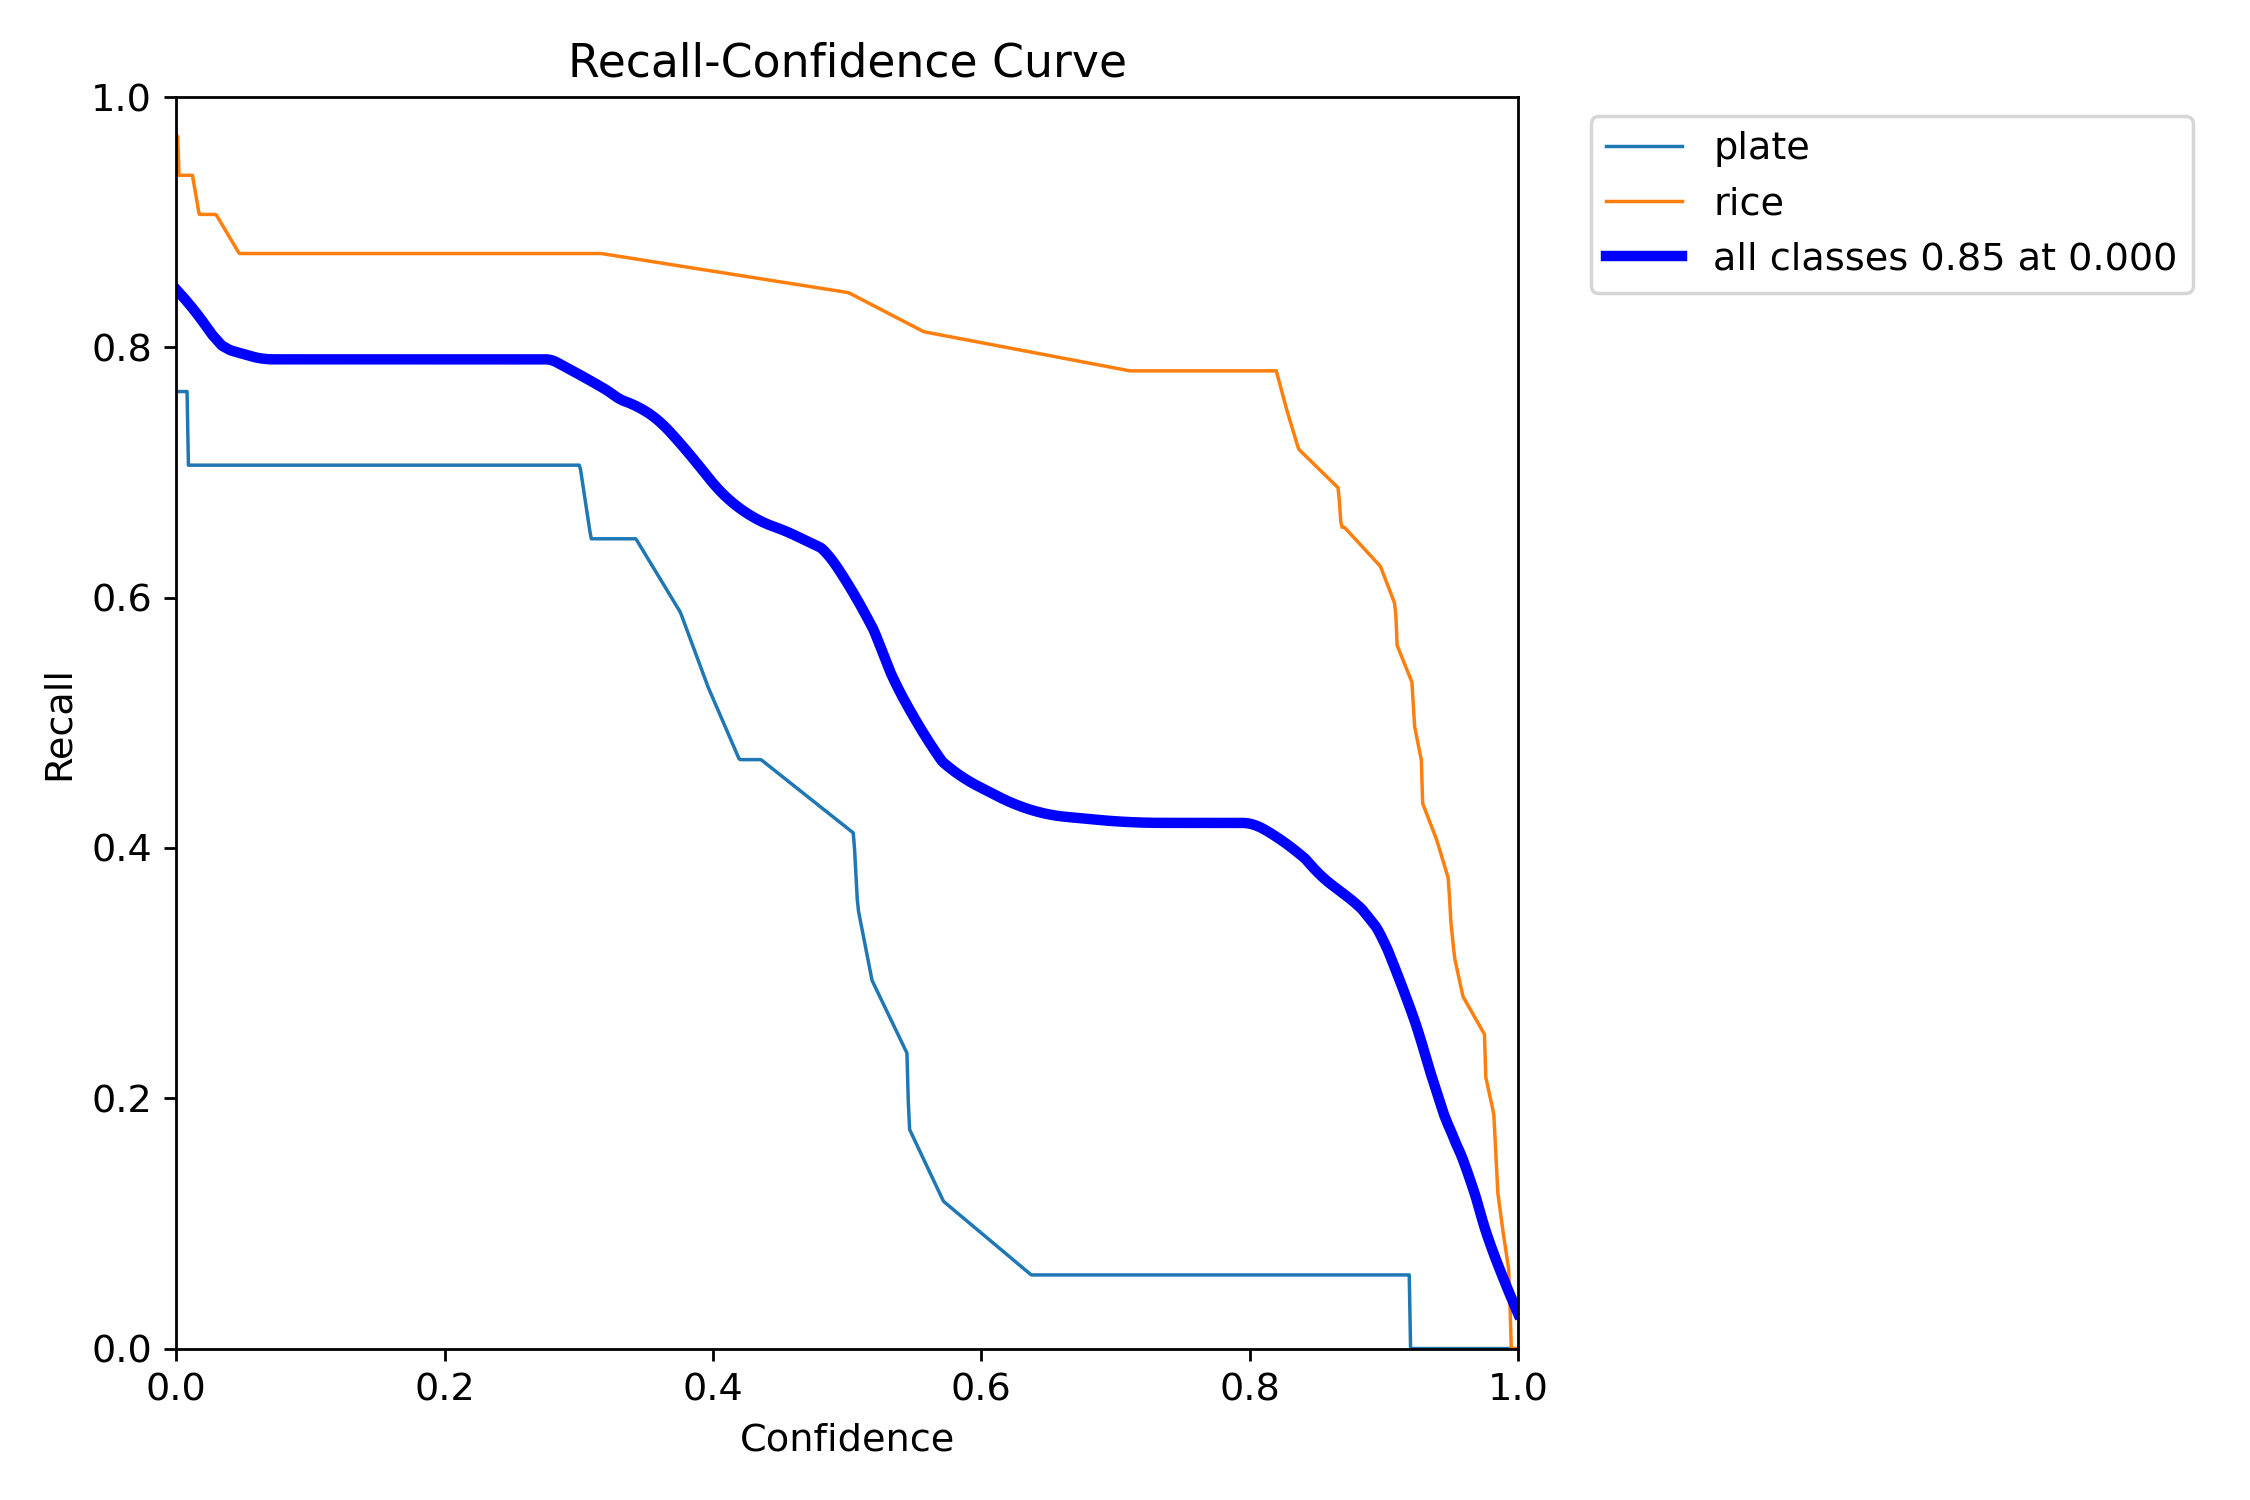 Recall-Confidence Curve
1.0
0.8
0.6
0.4
0.2
0.0
Recall
0.0 0.2 0.4 0.6 0.8 1.0
Confidence
plate
rice
all classes 0.85 at 0.000